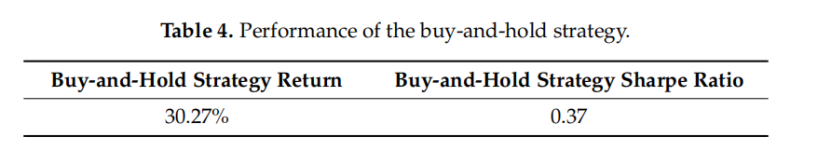 Table 4. Performance of the buy-and-hold strategy.
Buy-and-Hold Strategy Return Buy-and-Hold Strategy Sharpe Ratio
30.27% 0.37